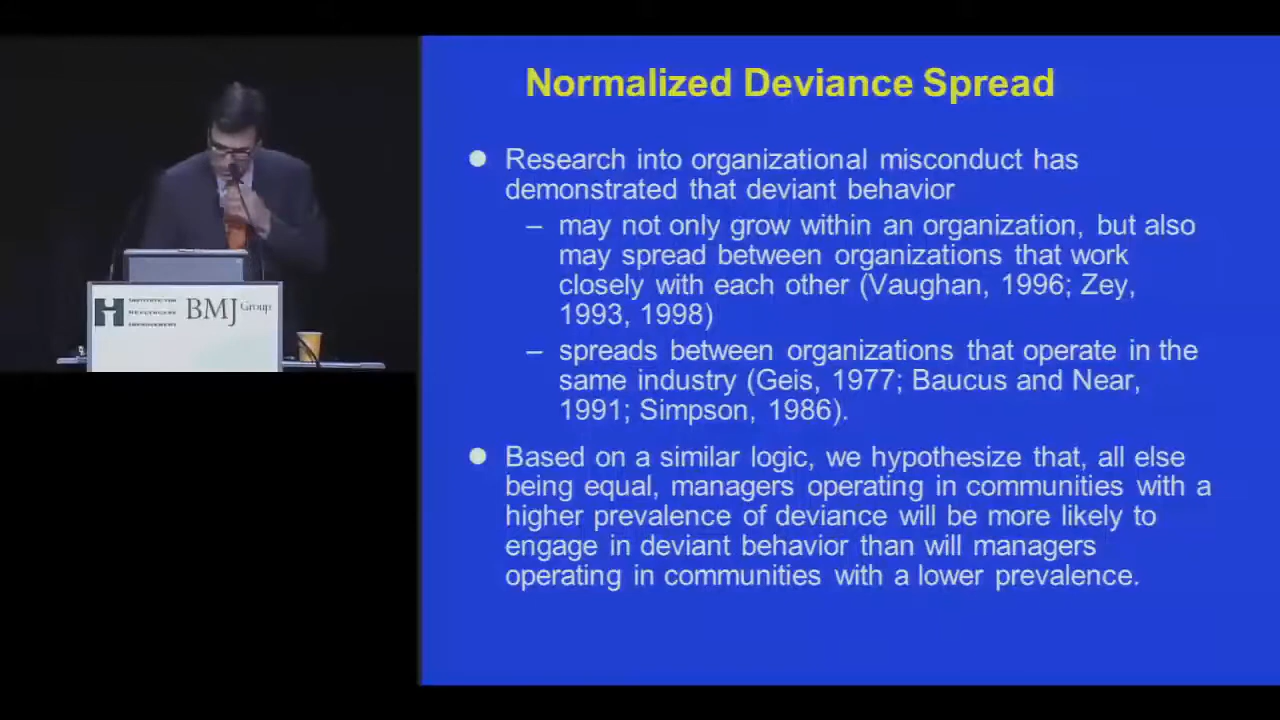 Normalized Deviance Spread
● Research into organizational misconduct has
demonstrated that deviant behavior
– may not only grow within an organization, but also
may spread between organizations that work
closely with each other (Vaughan, 1996; Zey,
1993, 1998)
– spreads between organizations that operate in the
same industry (Geis, 1977; Baucus and Near,
1991; Simpson, 1986).
● Based on a similar logic, we hypothesize that, all else
being equal, managers operating in communities with a
higher prevalence of deviance will be more likely to
engage in deviant behavior than will managers
operating in communities with a lower prevalence.
INSTITUTE FOR
HEALTHCARE
IMPROVEMENT
BMJ Group